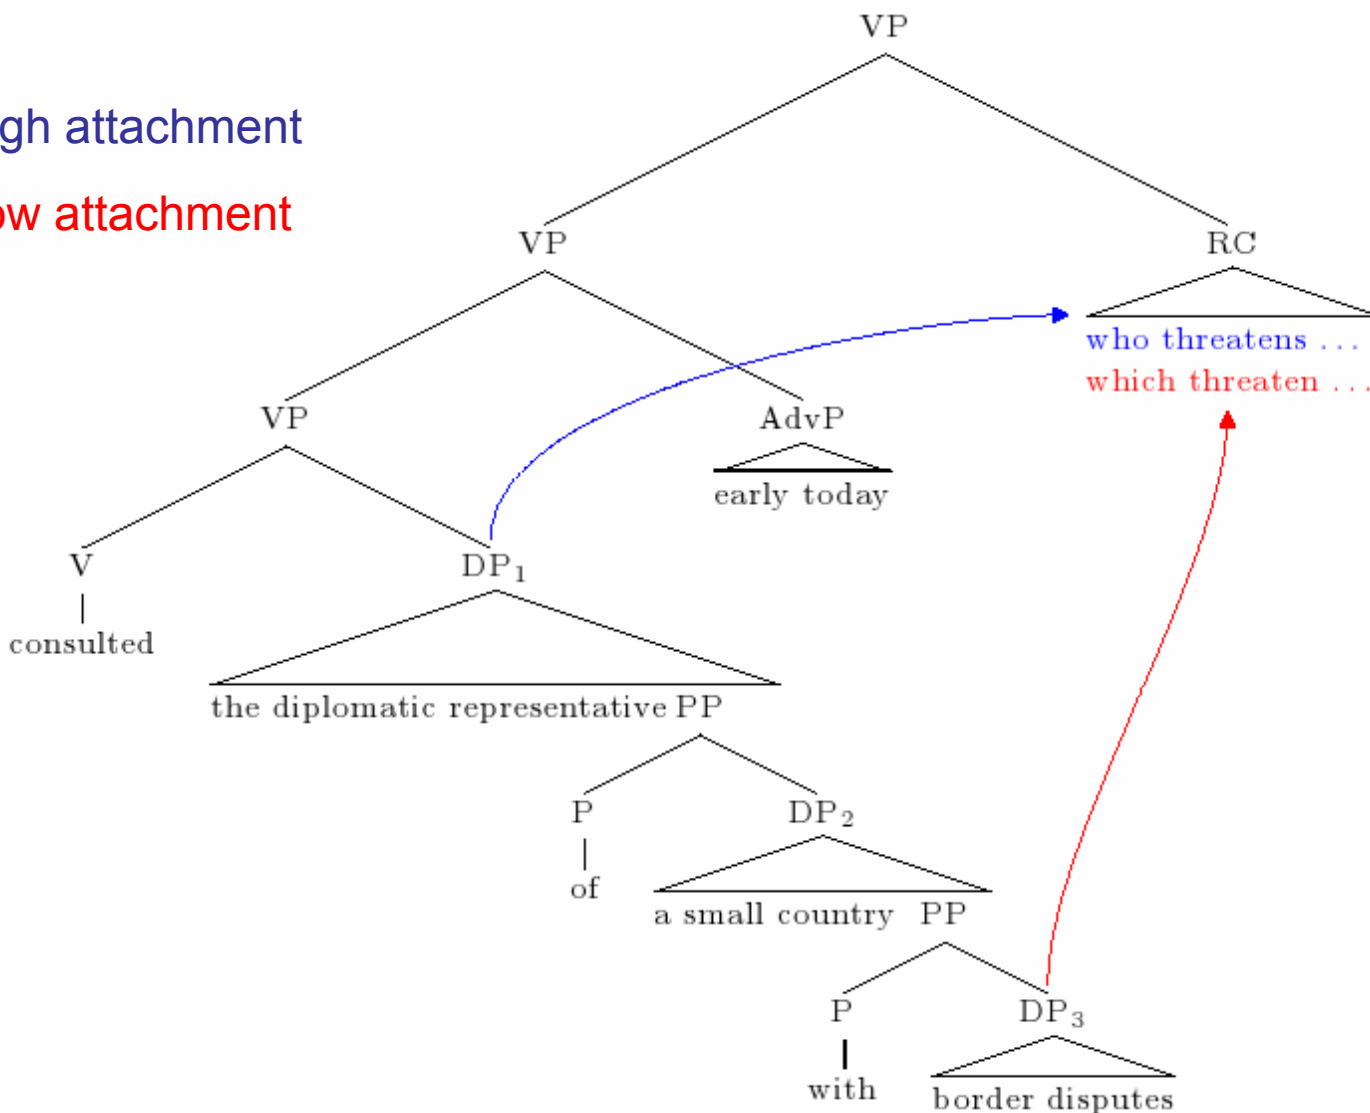 VP
gh attachment
ow attachment
VP RC
who threatens ...
which threaten ...
VP AdvP
early today
V DP1
consulted
the diplomatic representative PP
P DP2
of
a small country PP
P DP3
with
border disputes